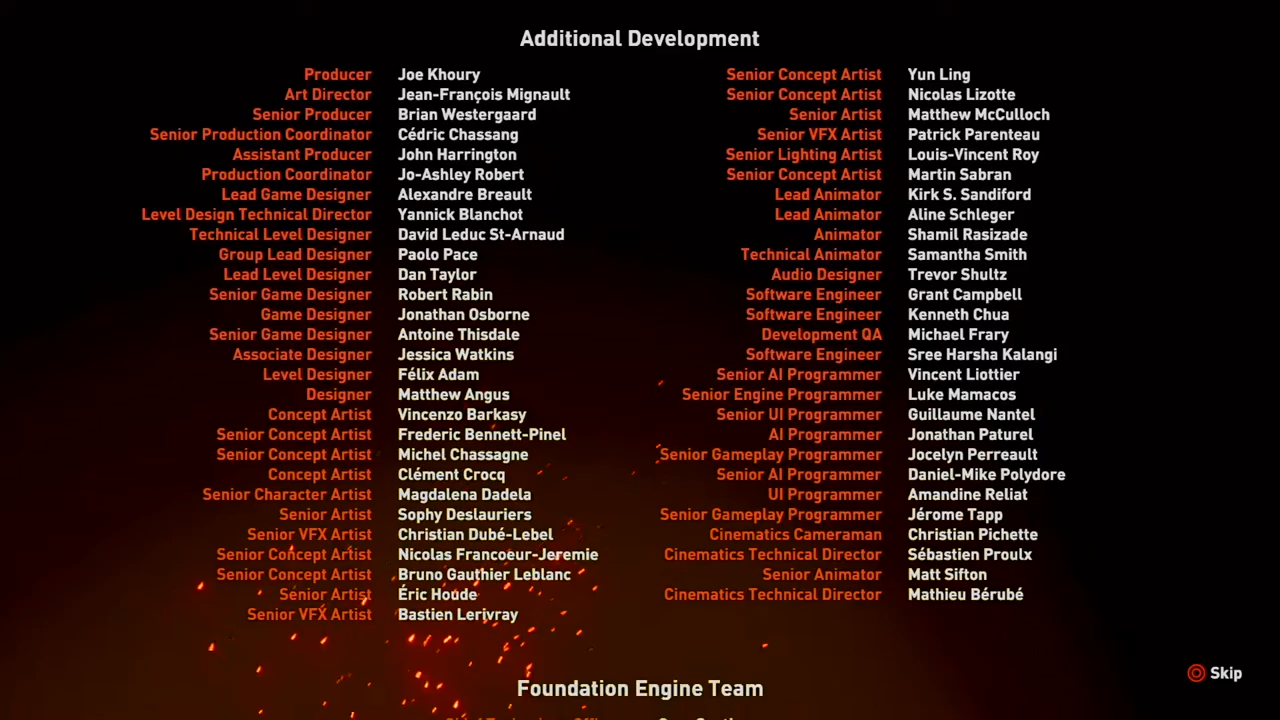 Additional Development
Producer Joe Khoury
Art Director Jean-François Mignault
Senior Producer Brian Westergaard
Senior Production Coordinator Cédric Chassang
Assistant Producer John Harrington
Production Coordinator Jo-Ashley Robert
Lead Game Designer Alexandre Breault
Level Design Technical Director Yannick Blanchot
Technical Level Designer David Leduc St-Arnaud
Group Lead Designer Paolo Pace
Lead Level Designer Dan Taylor
Senior Game Designer Robert Rabin
Game Designer Jonathan Osborne
Senior Game Designer Antoine Thisdale
Associate Designer Jessica Watkins
Level Designer Félix Adam
Designer Matthew Angus
Concept Artist Vincenzo Barkasy
Senior Concept Artist Frederic Bennett-Pinel
Senior Concept Artist Michel Chassagne
Concept Artist Clément Crocq
Senior Character Artist Magdalena Dadela
Senior Artist Sophy Deslauriers
Senior VFX Artist Christian Dubé-Lebel
Senior Concept Artist Nicolas Francoeur-Jeremie
Senior Concept Artist Bruno Gauthier Leblanc
Senior Artist Éric Houde
Senior VFX Artist Bastien Lerivray
Senior Concept Artist Yun Ling
Senior Concept Artist Nicolas Lizotte
Senior Artist Matthew McCulloch
Senior VFX Artist Patrick Parenteau
Senior Lighting Artist Louis-Vincent Roy
Senior Concept Artist Martin Sabran
Lead Animator Kirk S. Sandiford
Lead Animator Aline Schleger
Animator Shamil Rasizade
Technical Animator Samantha Smith
Audio Designer Trevor Shultz
Software Engineer Grant Campbell
Software Engineer Kenneth Chua
Development QA Michael Frary
Software Engineer Sree Harsha Kalangi
Senior AI Programmer Vincent Liottier
Senior Engine Programmer Luke Mamacos
Senior UI Programmer Guillaume Nantel
AI Programmer Jonathan Paturel
Senior Gameplay Programmer Jocelyn Perreault
Senior AI Programmer Daniel-Mike Polydore
UI Programmer Amandine Reliat
Senior Gameplay Programmer Jérome Tapp
Cinematics Cameraman Christian Pichette
Cinematics Technical Director Sébastien Proulx
Senior Animator Matt Sifton
Cinematics Technical Director Mathieu Bérubé
Skip
Foundation Engine Team